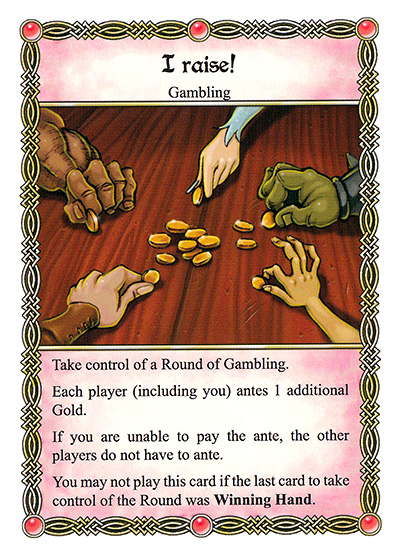 I raise!
Gambling
Take control of a Round of Gambling.
Each player (including you) antes 1 additional
Gold.
If you are unable to pay the ante, the other
players do not have to ante.
You may not play this card if the last card to take
control of the Round was Winning Hand.